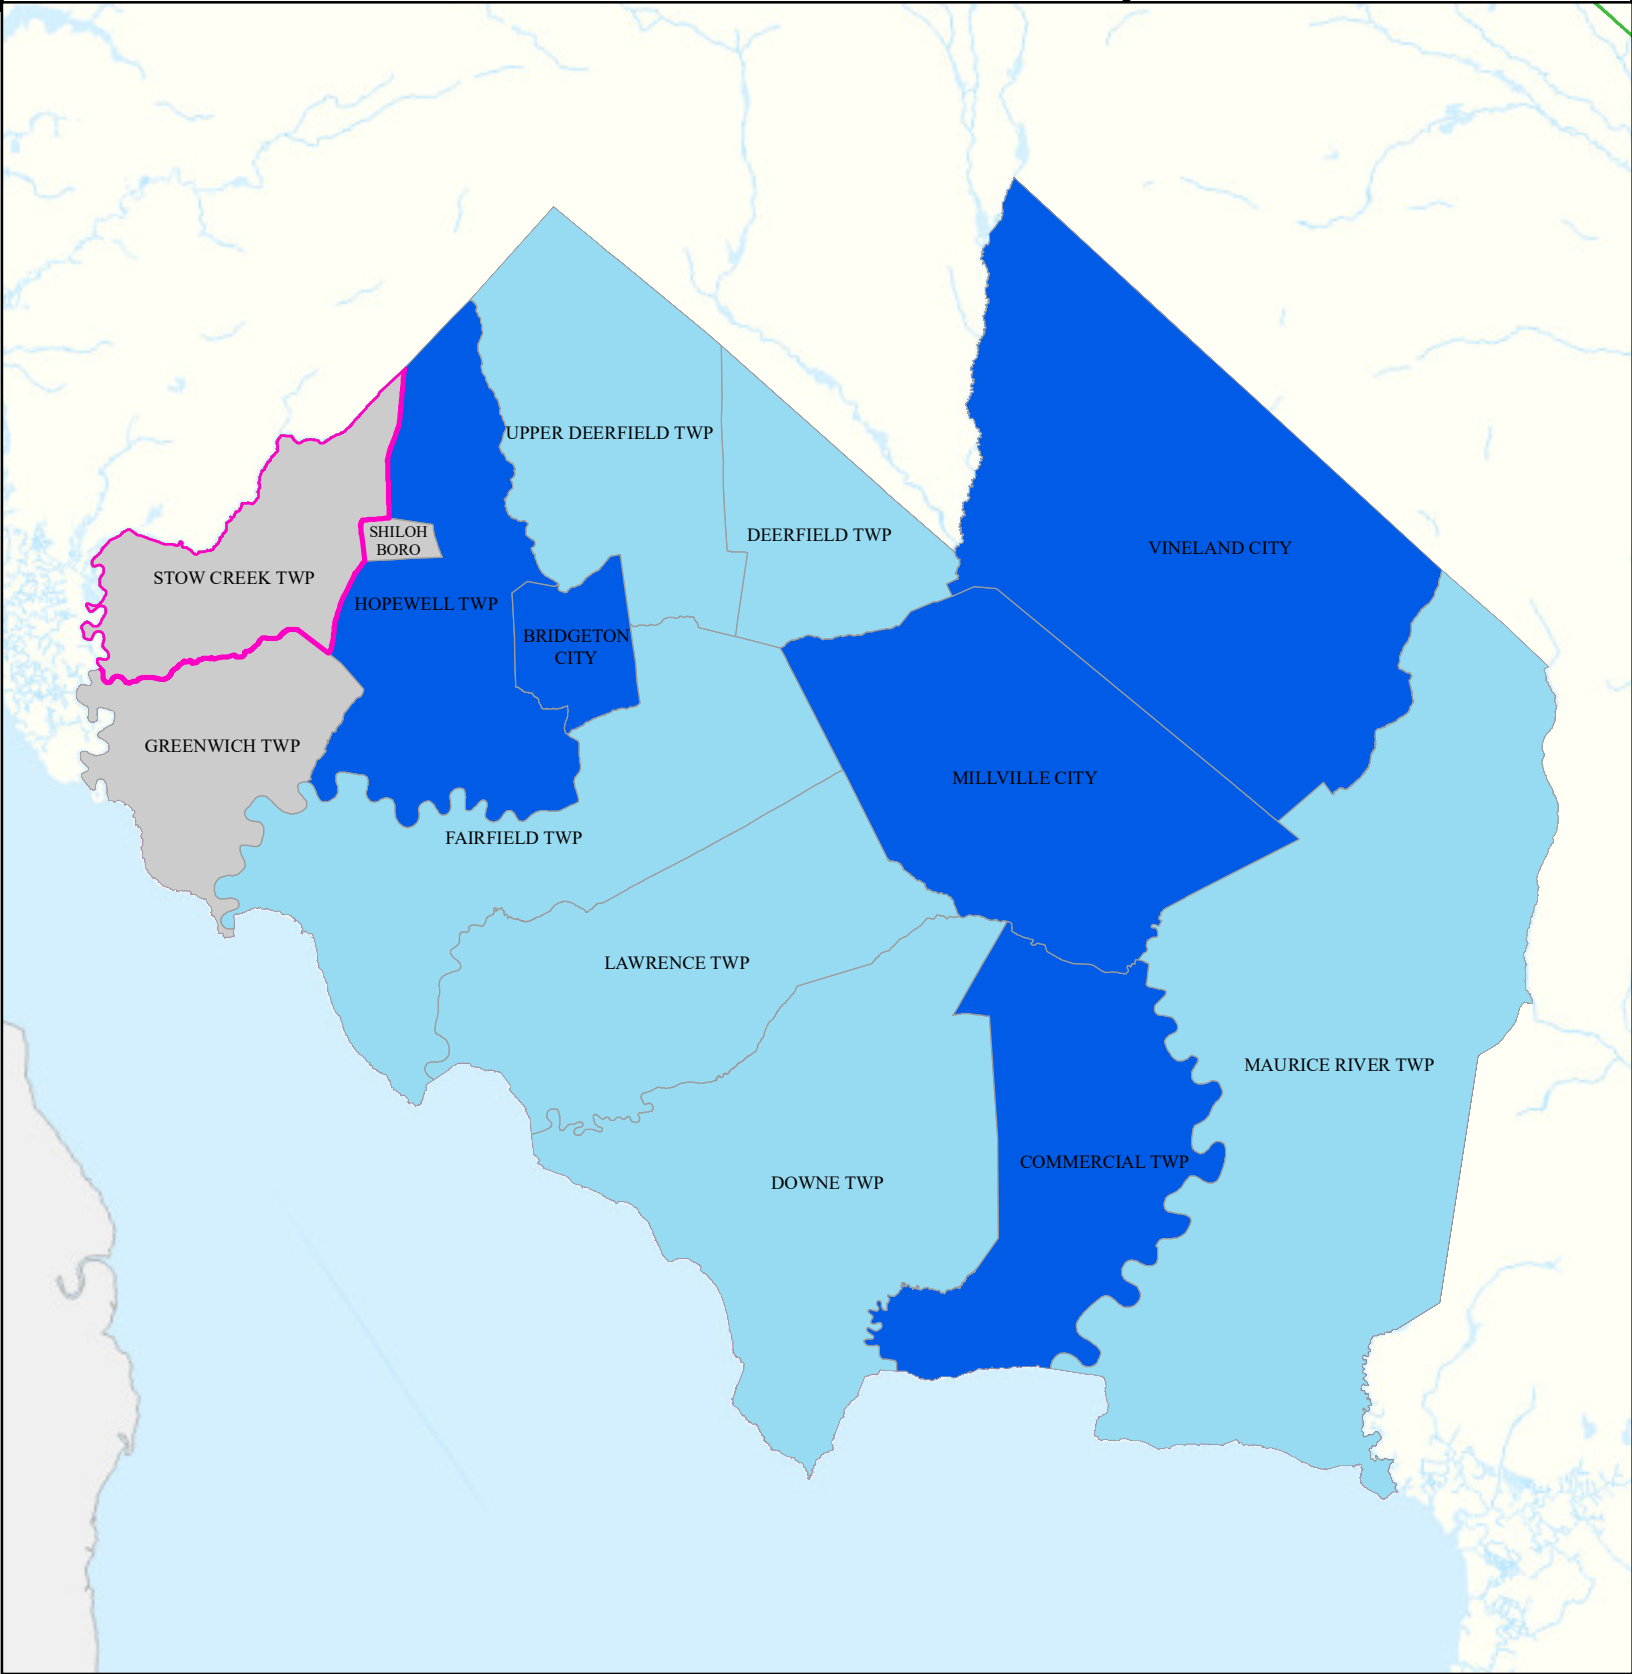 UPPER DEERFIELD TWP
SHILOH
BORO
DEERFIELD TWP
VINELAND CITY
STOW CREEK TWP
HOPEWELL TWP
BRIDGETON
CITY
GREENWICH TWP
MILLVILLE CITY
FAIRFIELD TWP
LAWRENCE TWP
MAURICE RIVER TWP
COMMERCIAL TWP
DOWNE TWP